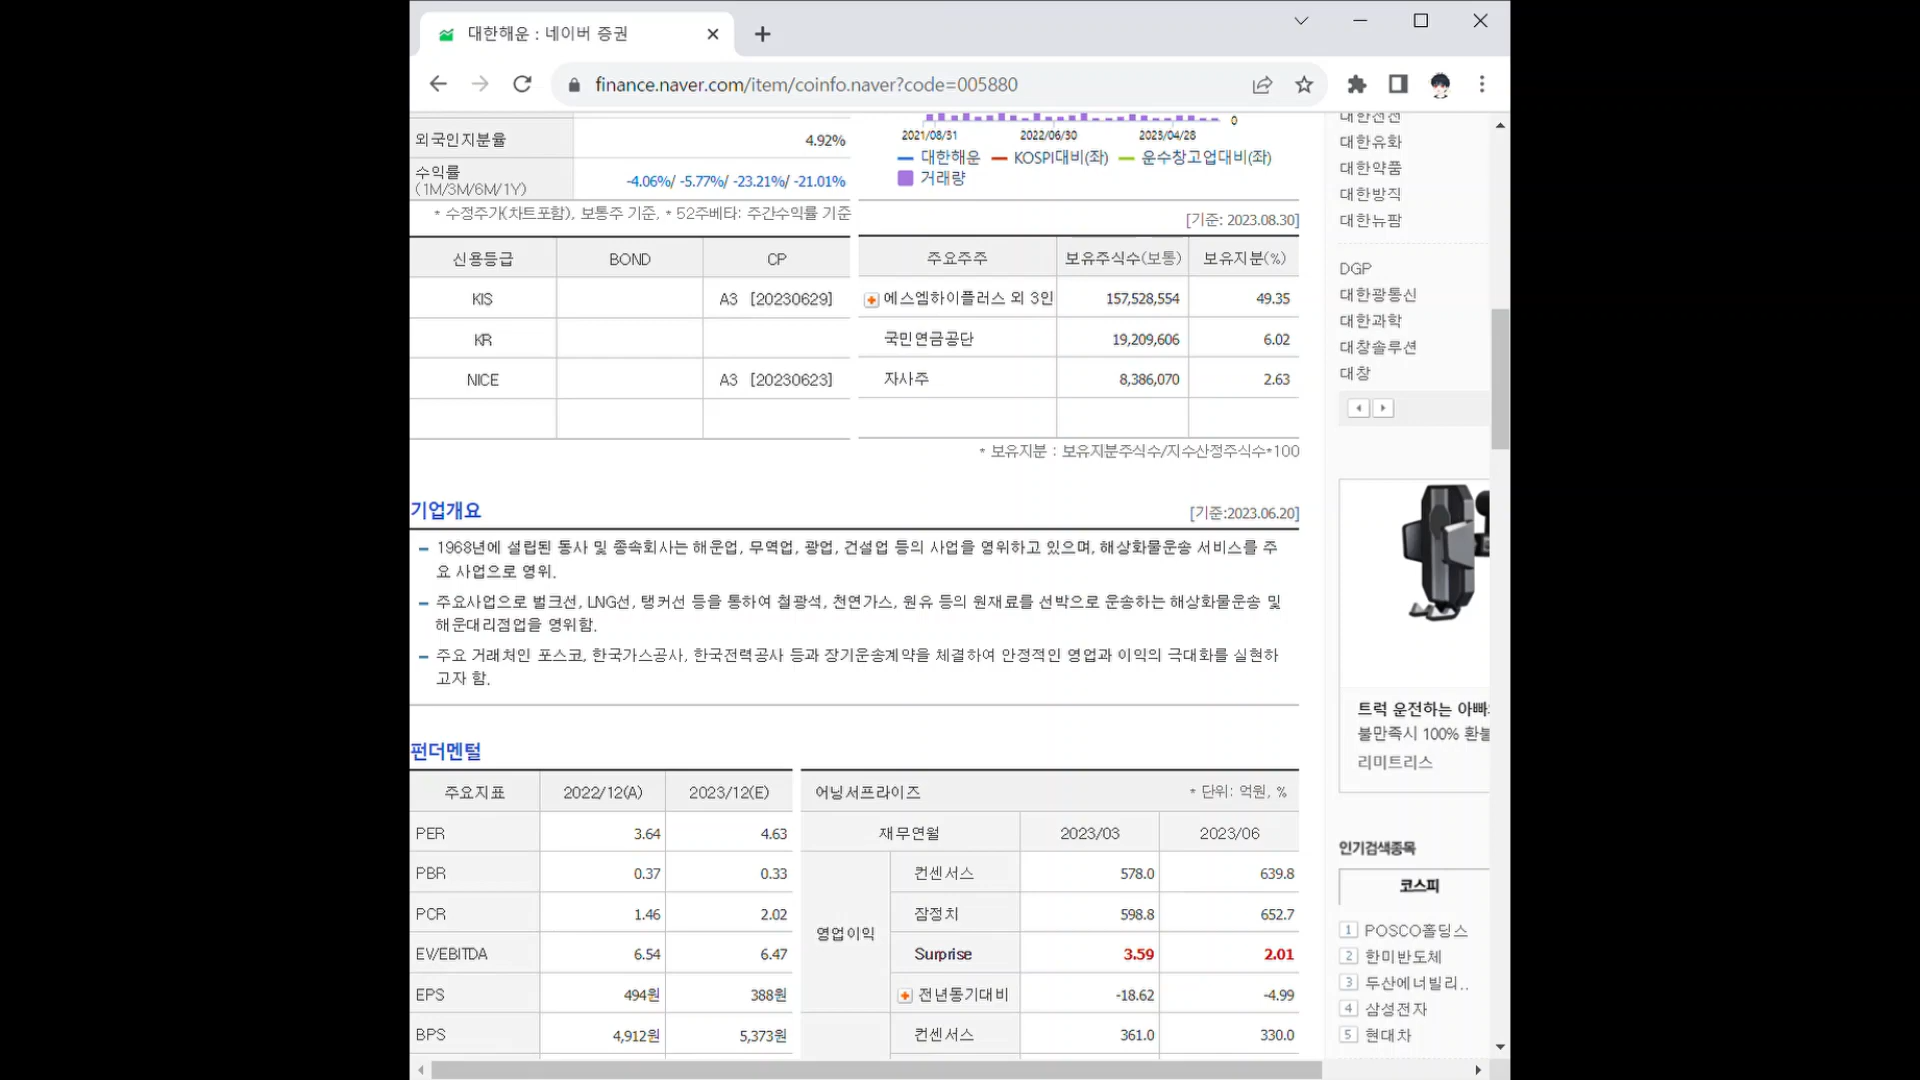 대한해운 : 네이버 증권
finance.naver.com/item/coinfo.naver?code=005880
외국인지분율 4.92%
수익률
(1M/3M/6M/1Y) -4.06%/ -5.77%/ -23.21%/ -21.01%
* 수정주가(차트포함), 보통주 기준, * 52주베타: 주간수익률 기준
0
2021/08/31 2022/06/30 2023/04/28
대한해운 KOSPI대비(좌) 운수창고업대비(좌)
거래량
[기준: 2023.08.30]
신용등급 BOND CP
KIS A3 [20230629]
KR
NICE A3 [20230623]
주요주주 보유주식수(보통) 보유지분(%)
에스엠하이플러스 외 3인 157,528,554 49.35
국민연금공단 19,209,606 6.02
자사주 8,386,070 2.63
* 보유지분 : 보유지분주식수/지수산정주식수*100
기업개요 [기준:2023.06.20]
1968년에 설립된 동사 및 종속회사는 해운업, 무역업, 광업, 건설업 등의 사업을 영위하고 있으며, 해상화물운송 서비스를 주
요 사업으로 영위.
주요사업으로 벌크선, LNG선, 탱커선 등을 통하여 철광석, 천연가스, 원유 등의 원재료를 선박으로 운송하는 해상화물운송 및
해운대리점업을 영위함.
주요 거래처인 포스코, 한국가스공사, 한국전력공사 등과 장기운송계약을 체결하여 안정적인 영업과 이익의 극대화를 실현하
고자 함.
펀더멘털
주요지표 2022/12(A) 2023/12(E)
PER 3.64 4.63
PBR 0.37 0.33
PCR 1.46 2.02
EV/EBITDA 6.54 6.47
EPS 494원 388원
BPS 4,912원 5,373원
어닝서프라이즈 * 단위: 억원, %
재무연월 2023/03 2023/06
영업이익
컨센서스 578.0 639.8
잠정치 598.8 652.7
Surprise 3.59 2.01
전년동기대비 -18.62 -4.99
컨센서스 361.0 330.0
대한전선
대한유화
대한약품
대한방직
대한뉴팜
DGP
대한광통신
대한과학
대창솔루션
대창
트럭 운전하는 아빠
불만족시 100% 환불
리미트리스
인기검색종목
코스피
1 POSCO홀딩스
2 한미반도체
3 두산에너빌리..
4 삼성전자
5 현대차